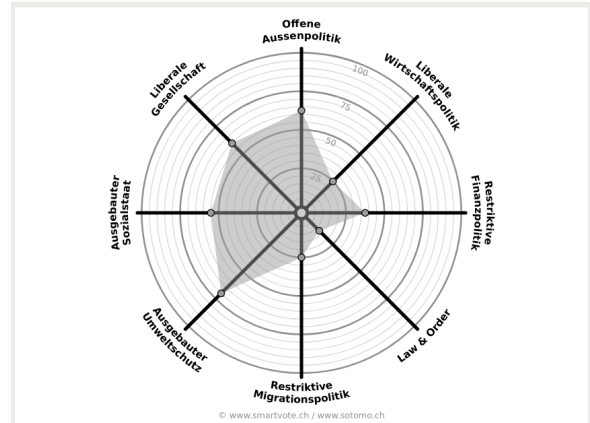 Offene
Aussenpolitik
Liberale
Wirtschaftspolitik
Restriktive
Finanzpolitik
Law & Order
Restriktive
Migrationspolitik
Ausgebauter
Umweltschutz
Ausgebauter
Sozialstaat
Liberale
Gesellschaft
100
75
50
25
© www.smartvote.ch / www.sotomo.ch